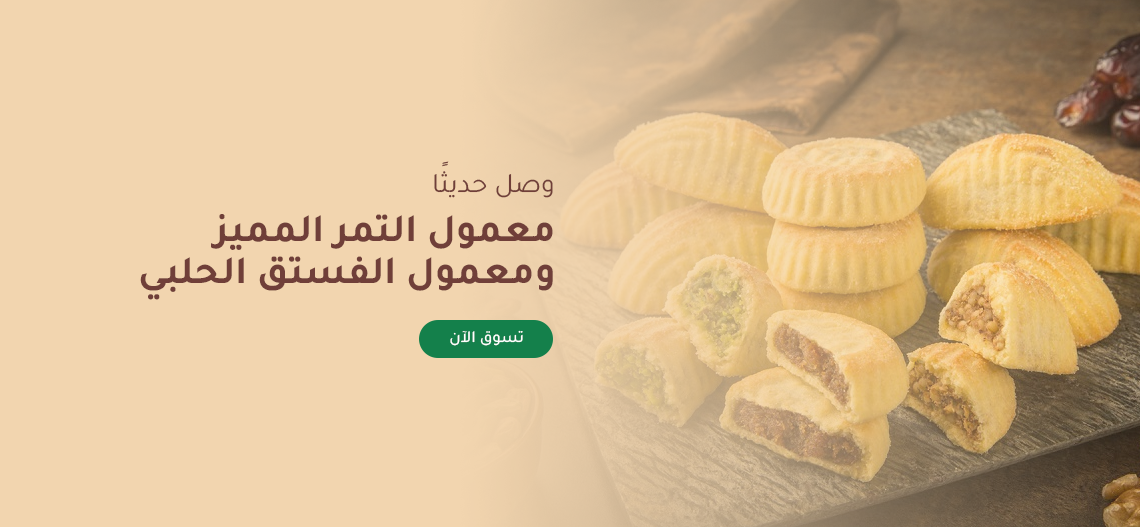 وصل حديثًا
معمول التمر المميز
ومعمول الفستق الحلبي
تسوق الآن